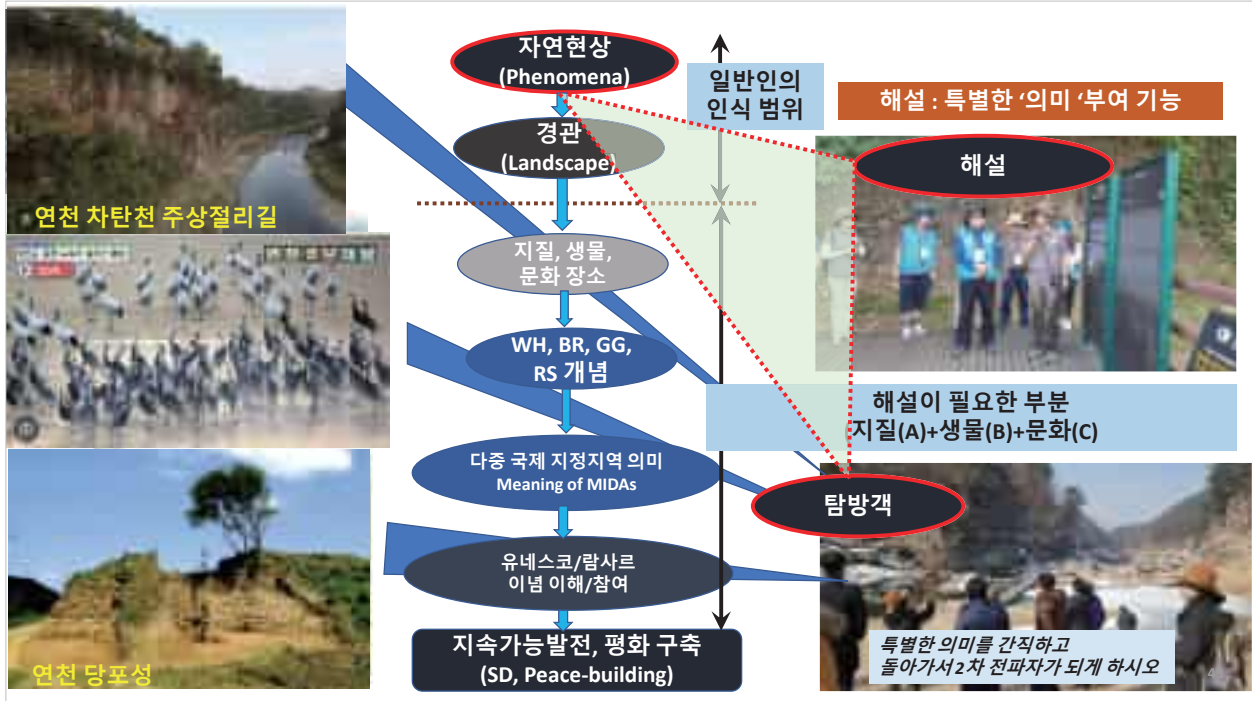 자연현상
(Phenomena)
경관
(Landscape)
지질, 생물,
문화 장소
WH, BR, GG,
RS 개념
다중 국제 지정지역 의미
Meaning of MIDAs
유네스코/람사르
이념 이해/참여
지속가능발전, 평화 구축
(SD, Peace-building)
일반인의
인식 범위
해설 : 특별한 ‘의미 ‘부여 기능
해설
해설이 필요한 부분
(지질(A)+생물(B)+문화(C)
탐방객
특별한 의미를 간직하고
돌아가서 2차 전파자가 되게 하시오
4
연천 차탄천 주상절리길
연천 당포성